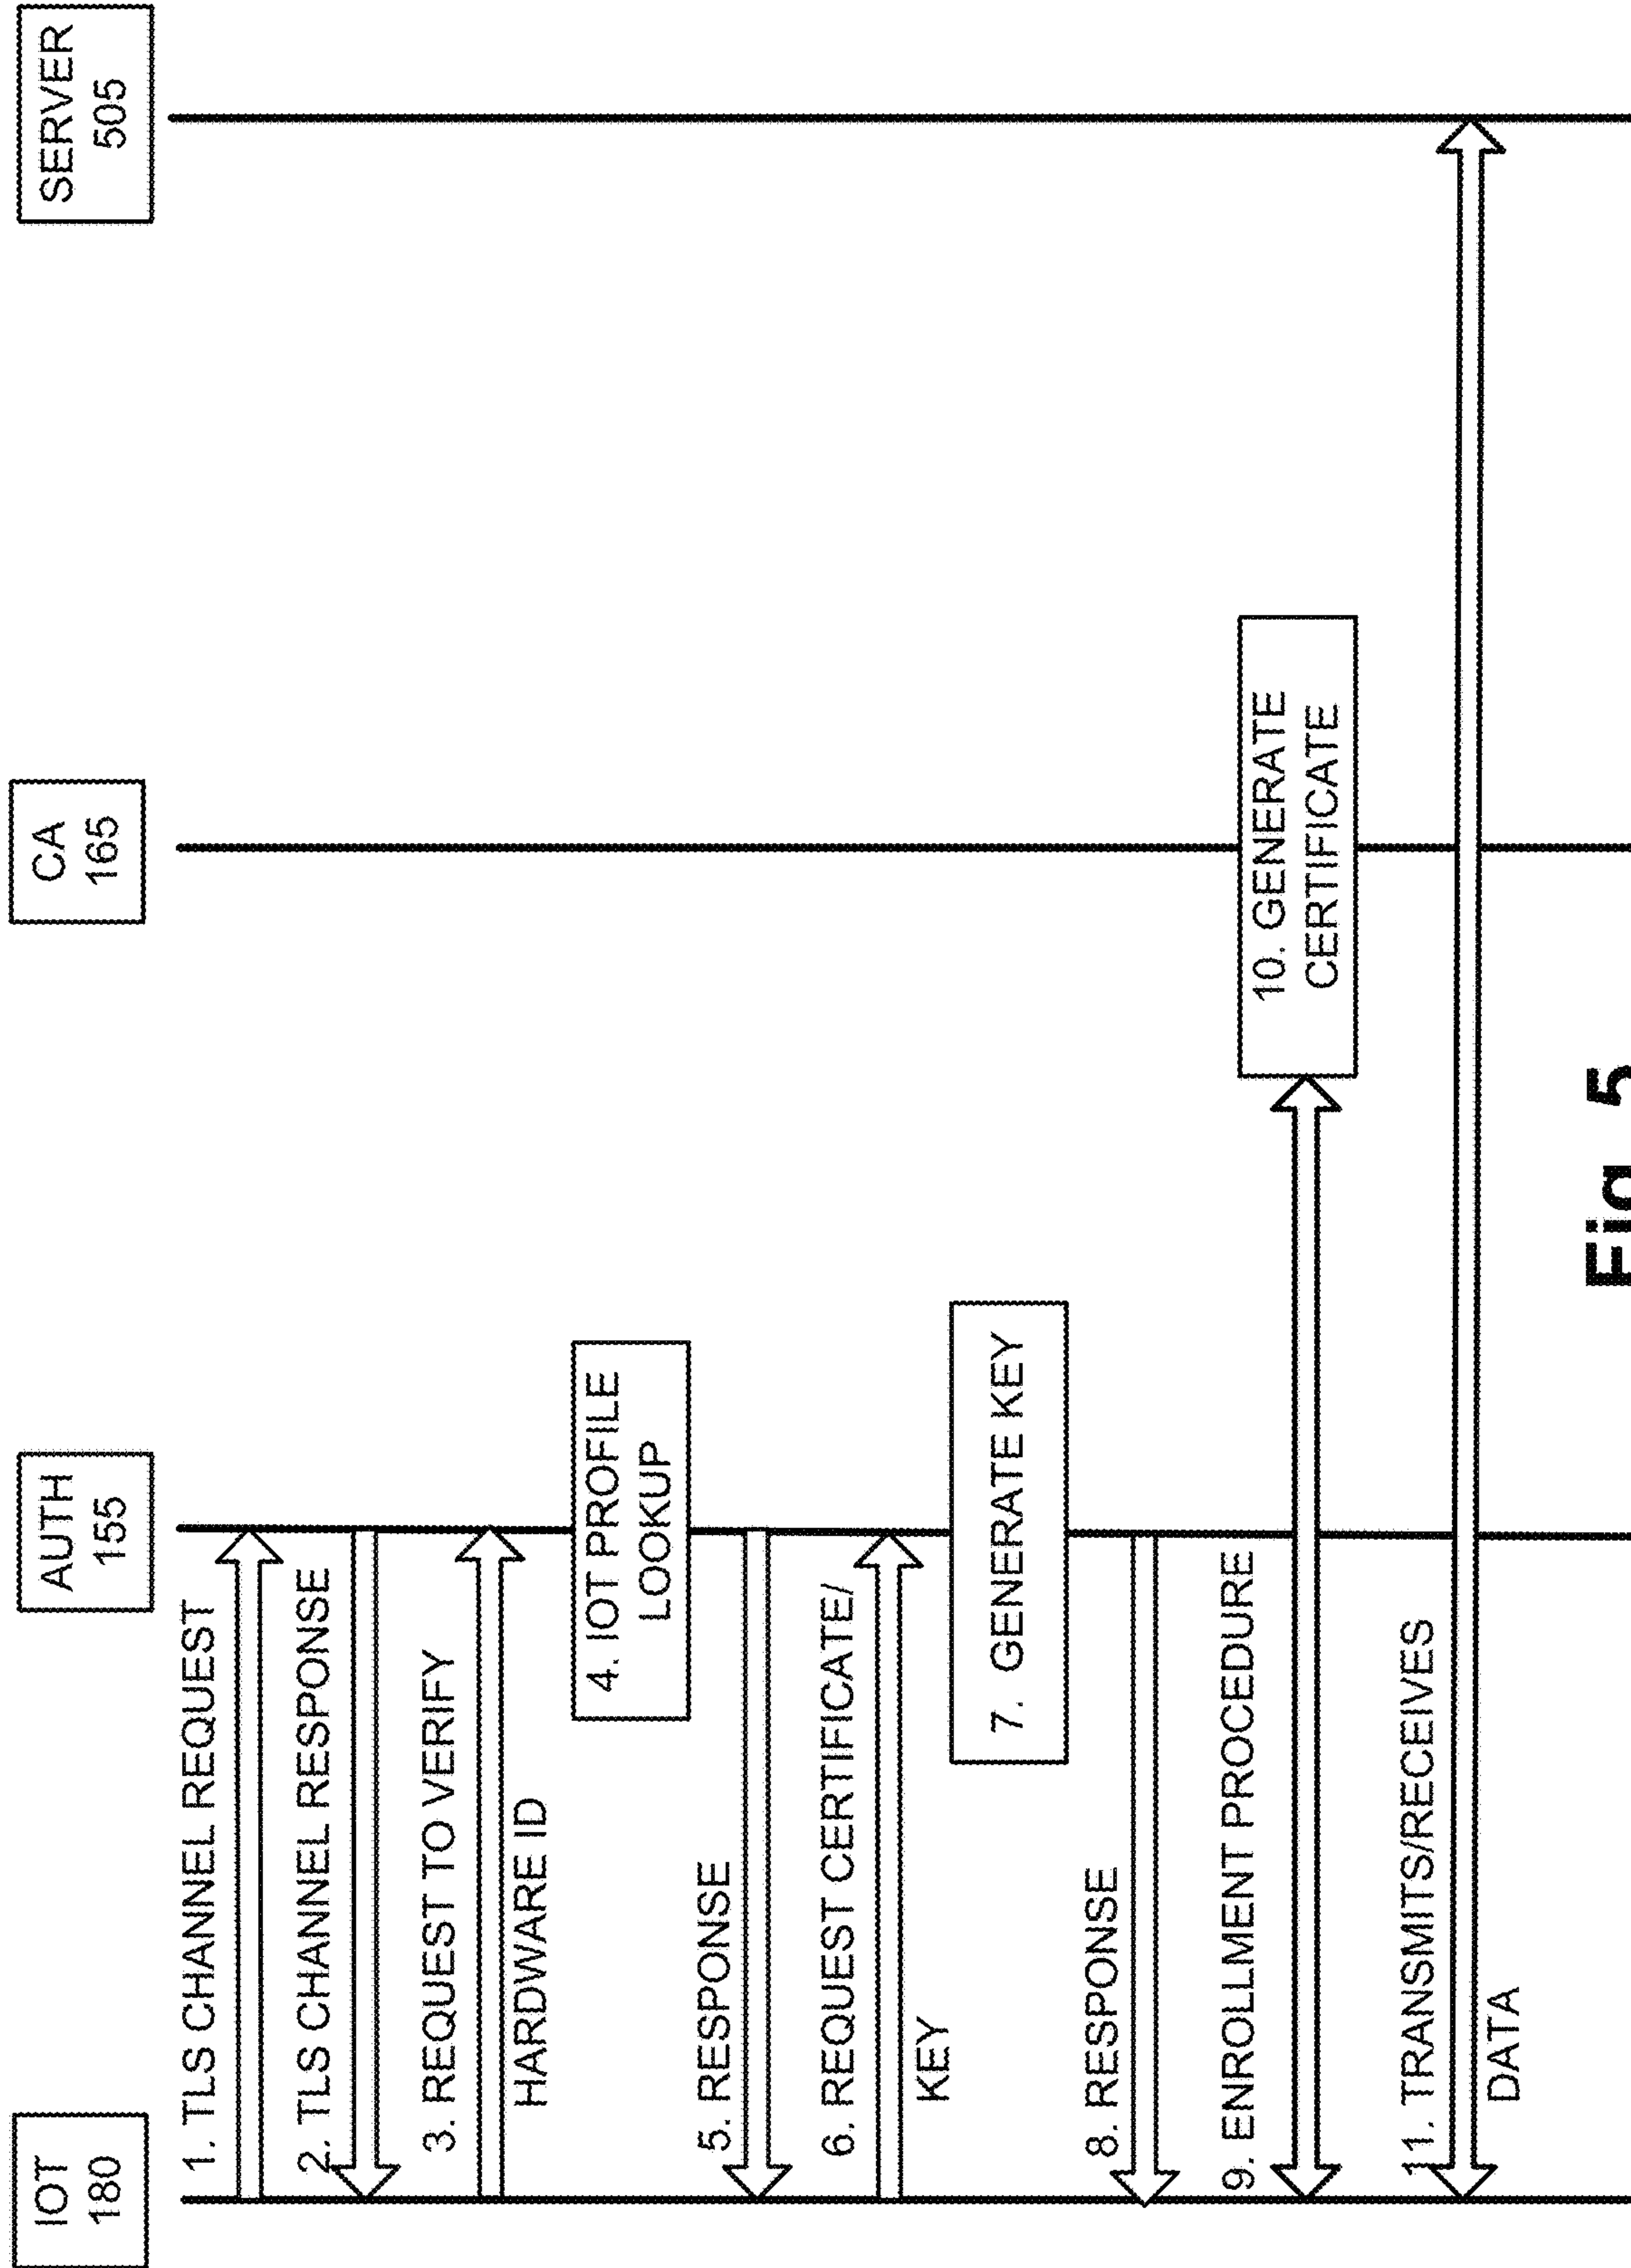 IOT
180
AUTH
155
CA
165
SERVER
505
1. TLS CHANNEL REQUEST
2. TLS CHANNEL RESPONSE
3. REQUEST TO VERIFY
HARDWARE ID
4. IOT PROFILE
LOOKUP
5. RESPONSE
6. REQUEST CERTIFICATE/
KEY
7. GENERATE KEY
8. RESPONSE
9. ENROLLMENT PROCEDURE
10. GENERATE
CERTIFICATE
11. TRANSMITS/RECEIVES
DATA
Fig. 5